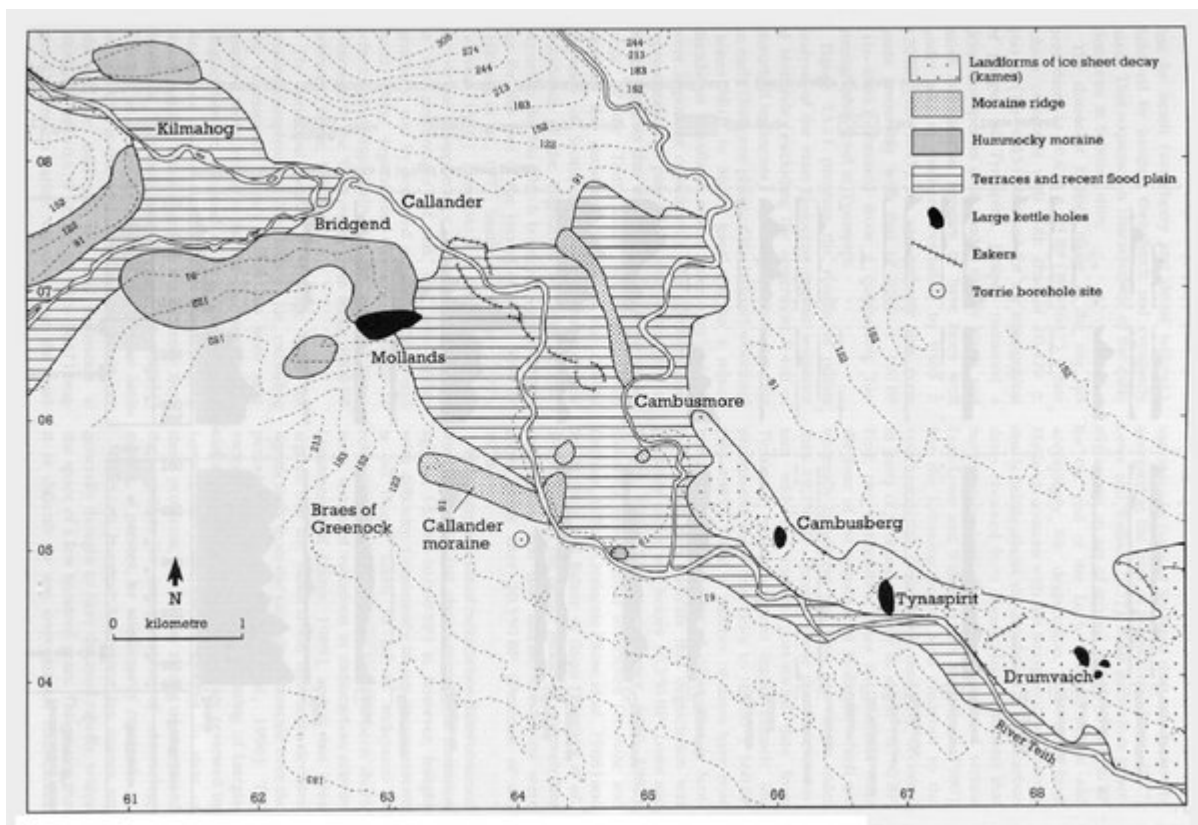 Landforms of ice sheet decay
(kames)
Moraine ridge
Hummocky moraine
Terraces and recent flood plain
Large kettle holes
Eskers
Torrie borehole site
305
274
244
213
183
152
122
244
213
183
152
91
Kilmahog
08
152
122
91
Callander
Bridgend
07
91
152
Mollands
06
Cambusmore
122
183
152
91
213
183
152
122
91
Braes of
Greenock
Callander
moraine
Cambusberg
05
91
N
0 kilometre 1
Tynaspirit
04
Drumvaich
River Teith
61
62
63
64
65
66
67
68